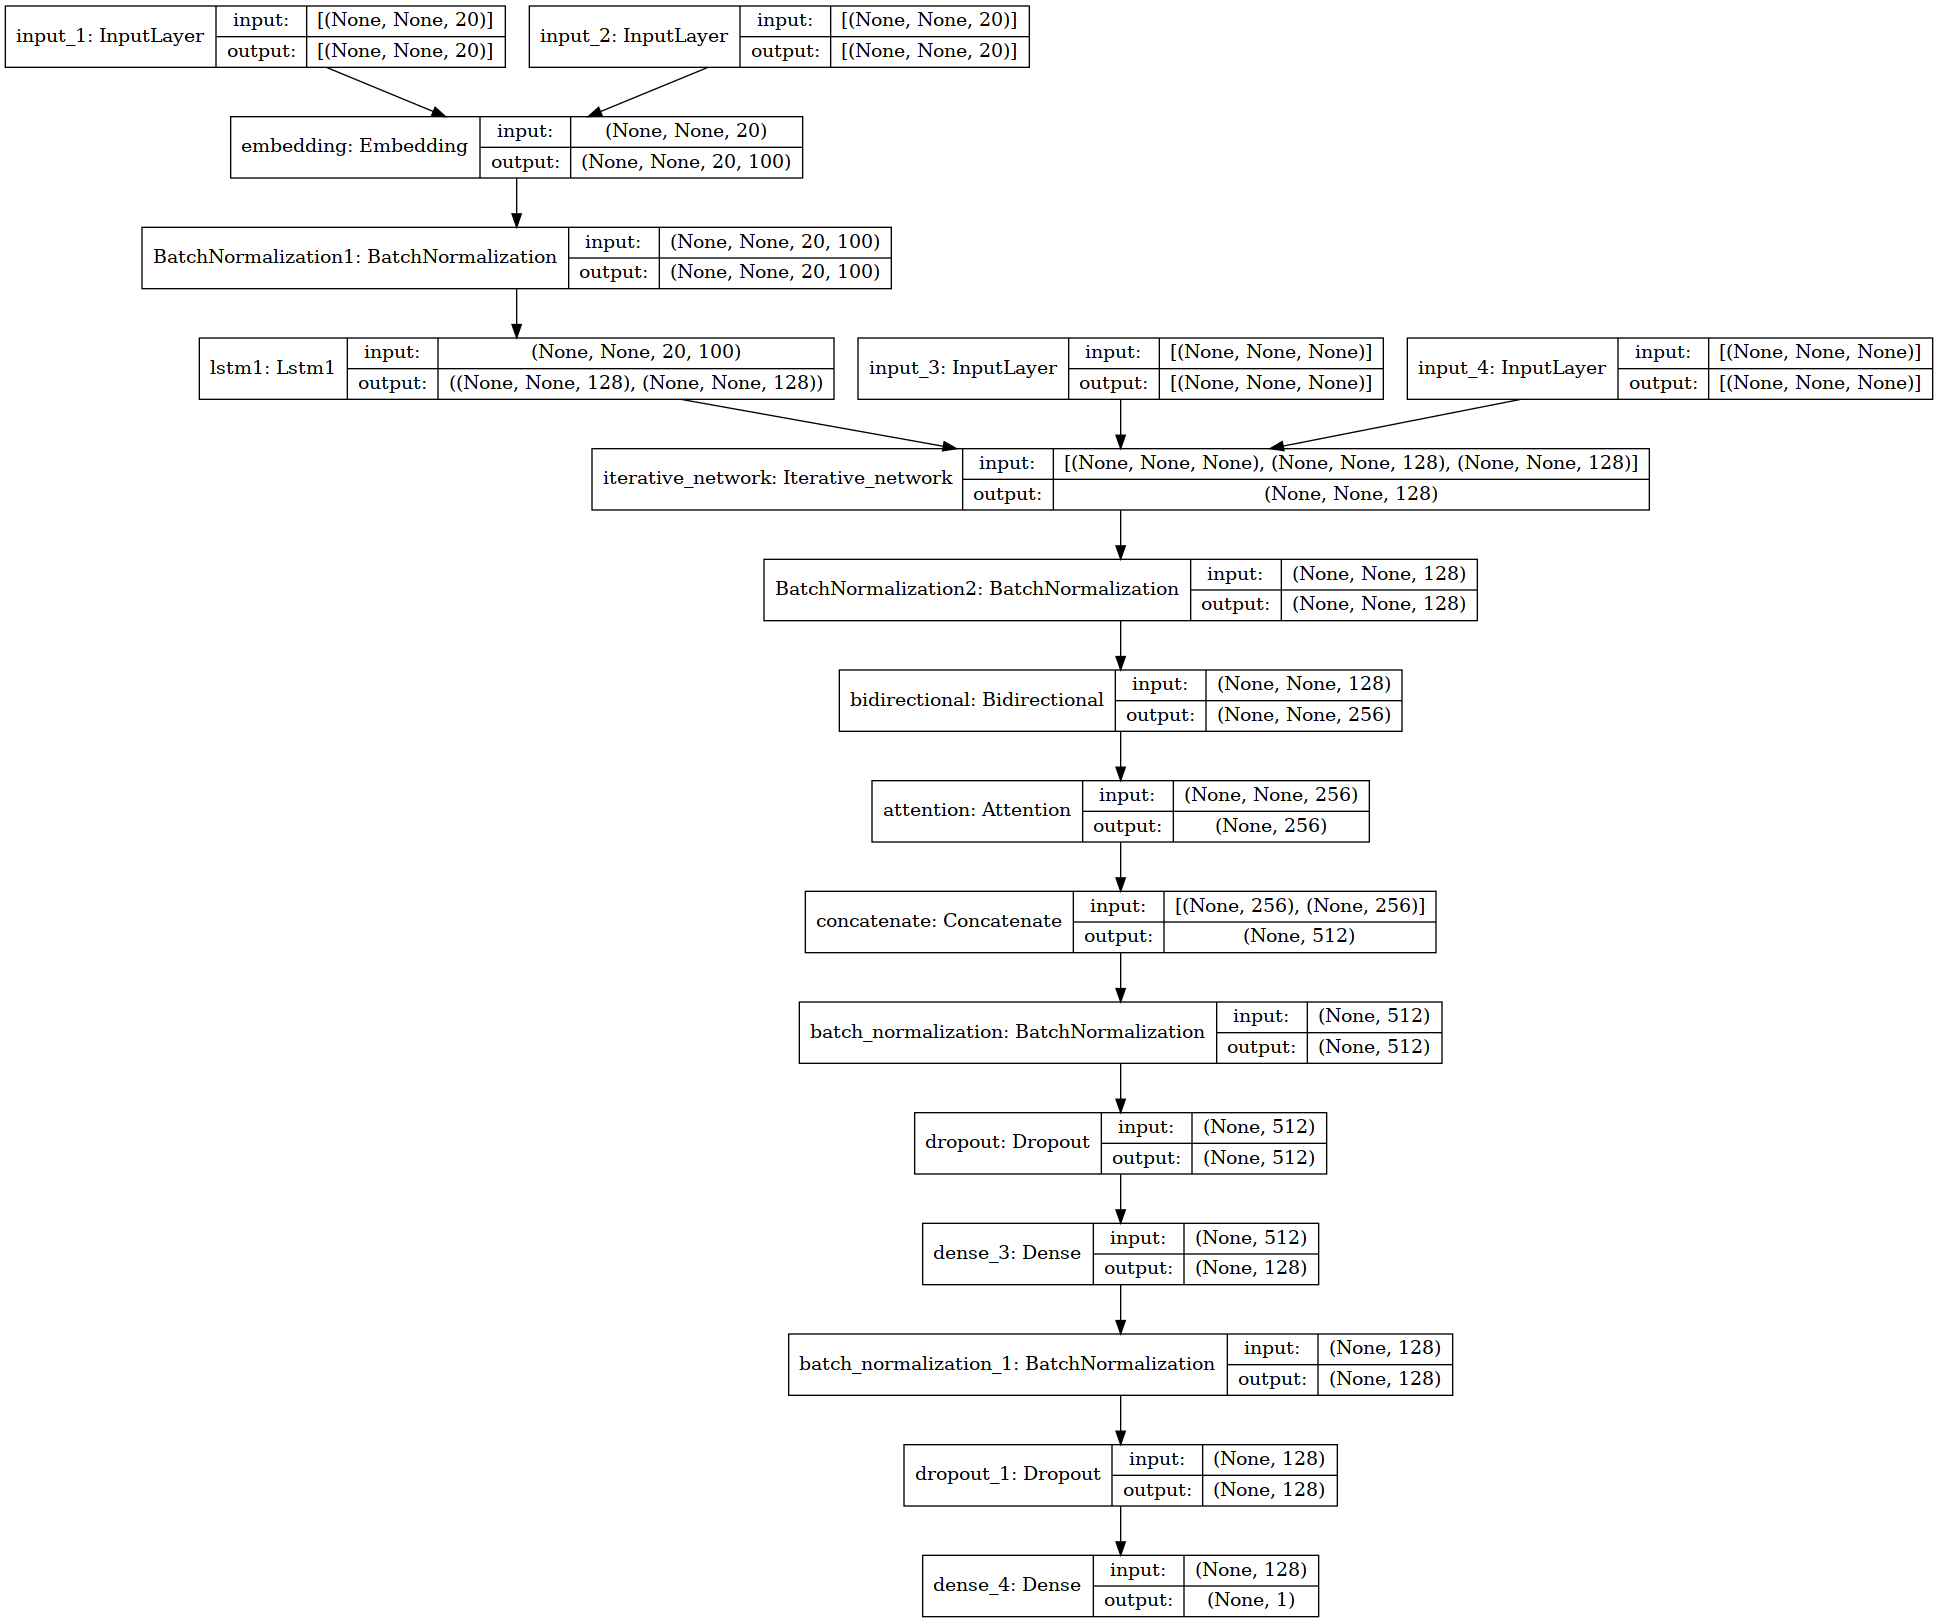 input_1: InputLayer
input:
[(None, None, 20)]
output:
[(None, None, 20)]
input_2: InputLayer
input:
[(None, None, 20)]
output:
[(None, None, 20)]
embedding: Embedding
input:
(None, None, 20)
output:
(None, None, 20, 100)
BatchNormalization1: BatchNormalization
input:
(None, None, 20, 100)
output:
(None, None, 20, 100)
lstm1: Lstm1
input:
(None, None, 20, 100)
output:
((None, None, 128), (None, None, 128))
input_3: InputLayer
input:
[(None, None, None)]
output:
[(None, None, None)]
input_4: InputLayer
input:
[(None, None, None)]
output:
[(None, None, None)]
iterative_network: Iterative_network
input:
[(None, None, None), (None, None, 128), (None, None, 128)]
output:
(None, None, 128)
BatchNormalization2: BatchNormalization
input:
(None, None, 128)
output:
(None, None, 128)
bidirectional: Bidirectional
input:
(None, None, 128)
output:
(None, None, 256)
attention: Attention
input:
(None, None, 256)
output:
(None, 256)
concatenate: Concatenate
input:
[(None, 256), (None, 256)]
output:
(None, 512)
batch_normalization: BatchNormalization
input:
(None, 512)
output:
(None, 512)
dropout: Dropout
input:
(None, 512)
output:
(None, 512)
dense_3: Dense
input:
(None, 512)
output:
(None, 128)
batch_normalization_1: BatchNormalization
input:
(None, 128)
output:
(None, 128)
dropout_1: Dropout
input:
(None, 128)
output:
(None, 128)
dense_4: Dense
input:
(None, 128)
output:
(None, 1)